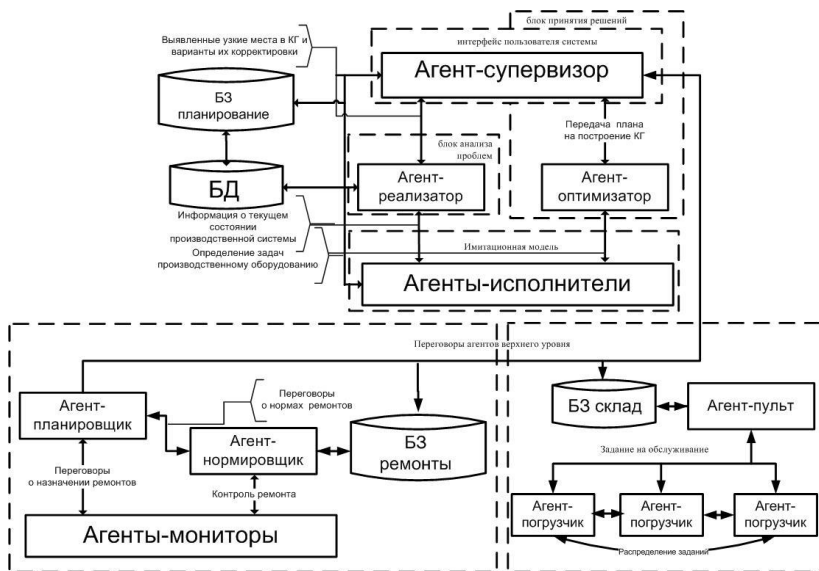 блок принятия решений
Выявленные узкие места в КГ и
варианты их корректировки
интерфейс пользователя системы
Агент-супервизор
БЗ
планирование
Передача плана
на построение КГ
блок анализа
проблем
БД
Агент-
реализатор
Агент-
оптимизатор
Информация о текущем
состоянии
производственной системы
Определение задач
производственному оборудованию
Имитационная модель
Агенты-исполнители
Переговоры агентов верхнего уровня
Агент-
планировщик
Переговоры
о нормах ремонтов
Агент-
нормировщик
БЗ
ремонты
Переговоры
о назначении ремонтов
Контроль ремонта
Агенты-мониторы
БЗ склад
Агент-пульт
Задание на обслуживание
Агент-
погрузчик
Агент-
погрузчик
Агент-
погрузчик
Распределение заданий